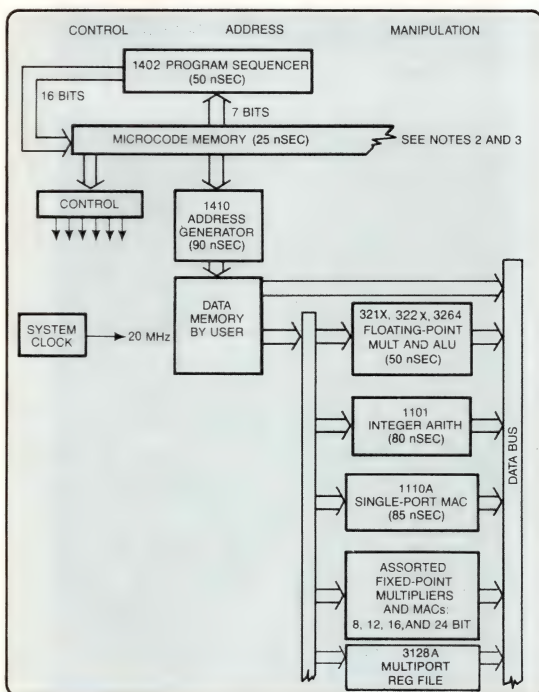 CONTROL ADDRESS MANIPULATION
1402 PROGRAM SEQUENCER
(50 nSEC)
16 BITS
7 BITS
MICROCODE MEMORY (25 nSEC)
SEE NOTES 2 AND 3
CONTROL
1410
ADDRESS
GENERATOR
(90 nSEC)
SYSTEM
CLOCK
20 MHz
DATA
MEMORY
BY USER
321X, 322X, 3264
FLOATING-POINT
MULT AND ALU
(50 nSEC)
1101
INTEGER ARITH
(80 nSEC)
1110A
SINGLE-PORT MAC
(85 nSEC)
ASSORTED
FIXED-POINT
MULTIPLIERS
AND MACs:
8, 12, 16, AND 24 BIT
3128A
MULTIPORT
REG FILE
DATA BUS